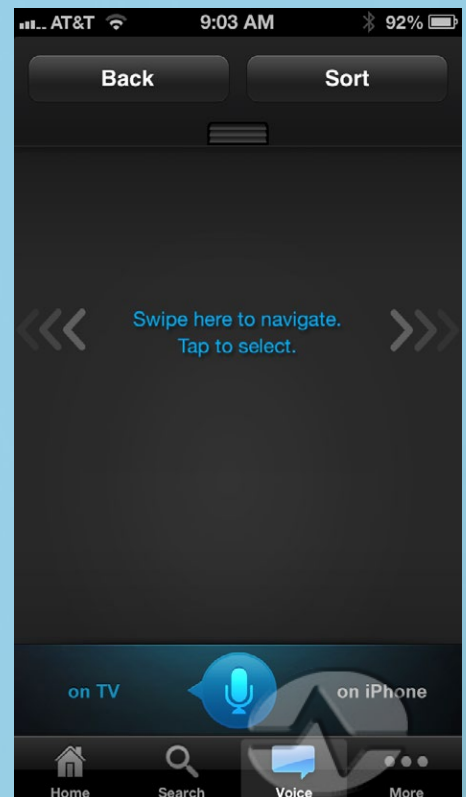 AT&T 9:03 AM 92%
Back Sort
Swipe here to navigate.
Tap to select.
on TV on iPhone
Home Search Voice More